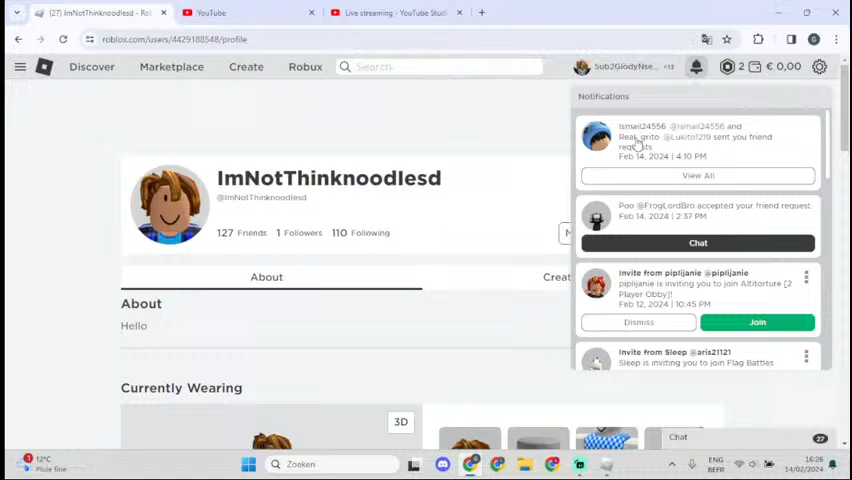 (27) ImNotThinknoodlesd - Rob
YouTube
Live streaming - YouTube Studi
roblox.com/users/4429188548/profile
G
Discover
Marketplace
Create
Robux
Search
Sub2GlodyNse...
+13
2
€ 0,00
Notifications
Ismail24556 @Ismail24556 and
Real_grito @Lukito1219 sent you friend
requests
Feb 14, 2024 | 4:10 PM
View All
Poo @FrogLordBro accepted your friend request.
Feb 14, 2024 | 2:37 PM
Chat
Invite from piplijanie @piplijanie
piplijanie is inviting you to join Altitorture [2
Player Obby]!
Feb 12, 2024 | 10:45 PM
Dismiss
Join
Invite from Sleep @aris21121
Sleep is inviting you to join Flag Battles
ImNotThinknoodlesd
@ImNotThinknoodlesd
127 Friends
1 Followers
110 Following
M
About
Creat
About
Hello
Currently Wearing
3D
Chat
27
1
12°C
Pluie fine
Zoeken
ENG
BEFR
16:26
14/02/2024